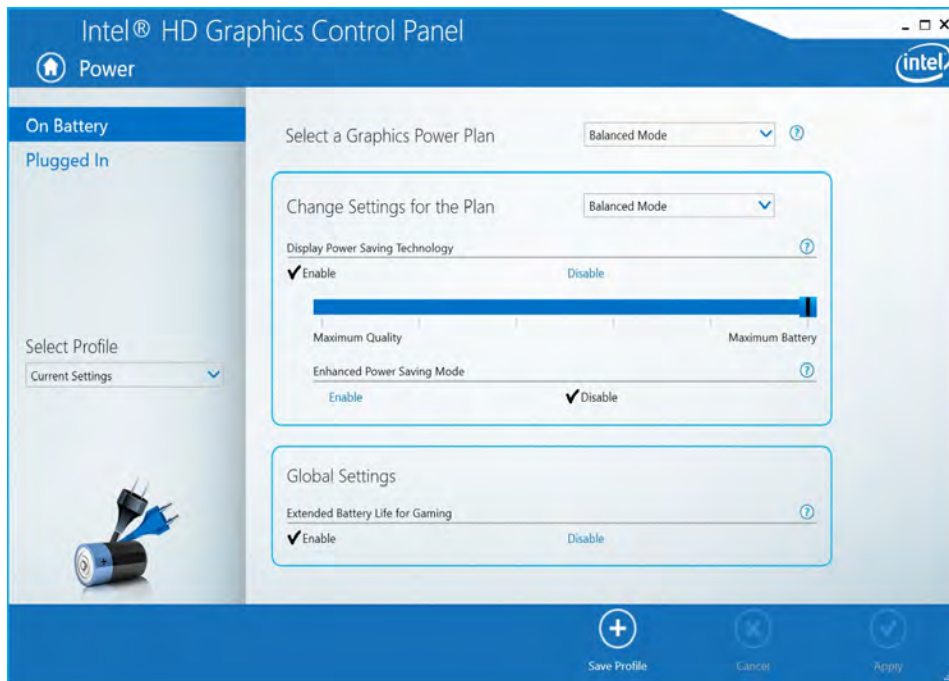 Intel® HD Graphics Control Panel
Power
intel
On Battery
Plugged In
Select Profile
Current Settings
Select a Graphics Power Plan
Balanced Mode
?
Change Settings for the Plan
Balanced Mode
Display Power Saving Technology
?
Enable
Disable
Maximum Quality
Maximum Battery
Enhanced Power Saving Mode
?
Enable
Disable
Global Settings
Extended Battery Life for Gaming
?
Enable
Disable
Save Profile
Cancel
Apply